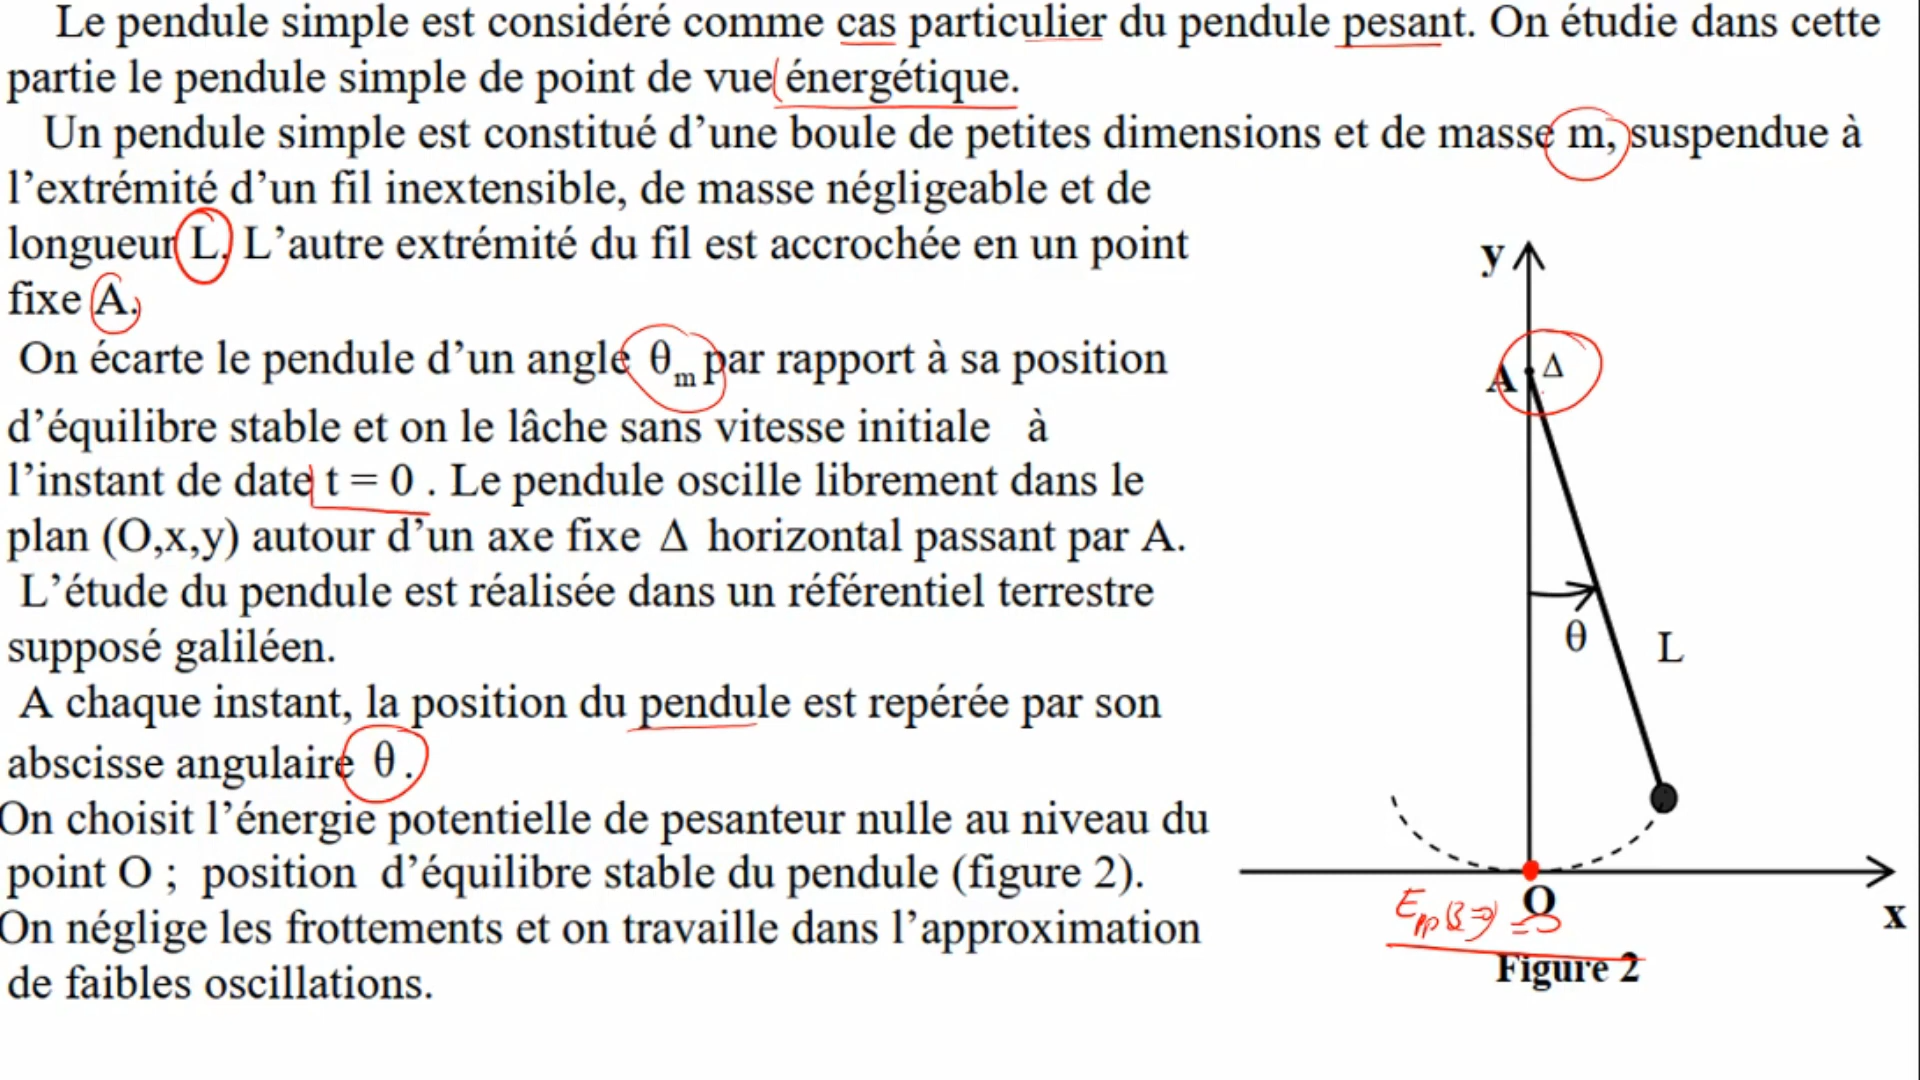 Le pendule simple est considéré comme cas particulier du pendule pesant. On étudie dans cette
partie le pendule simple de point de vue énergétique.
Un pendule simple est constitué d’une boule de petites dimensions et de masse m, suspendue à
l’extrémité d’un fil inextensible, de masse négligeable et de
longueur L. L’autre extrémité du fil est accrochée en un point
fixe A.
On écarte le pendule d’un angle θm par rapport à sa position
d’équilibre stable et on le lâche sans vitesse initiale à
l’instant de date t = 0 . Le pendule oscille librement dans le
plan (O,x,y) autour d’un axe fixe Δ horizontal passant par A.
L’étude du pendule est réalisée dans un référentiel terrestre
supposé galiléen.
A chaque instant, la position du pendule est repérée par son
abscisse angulaire θ .
On choisit l’énergie potentielle de pesanteur nulle au niveau du
point O ; position d’équilibre stable du pendule (figure 2).
On néglige les frottements et on travaille dans l’approximation
de faibles oscillations.
y
A Δ
θ
L
O
x
Figure 2